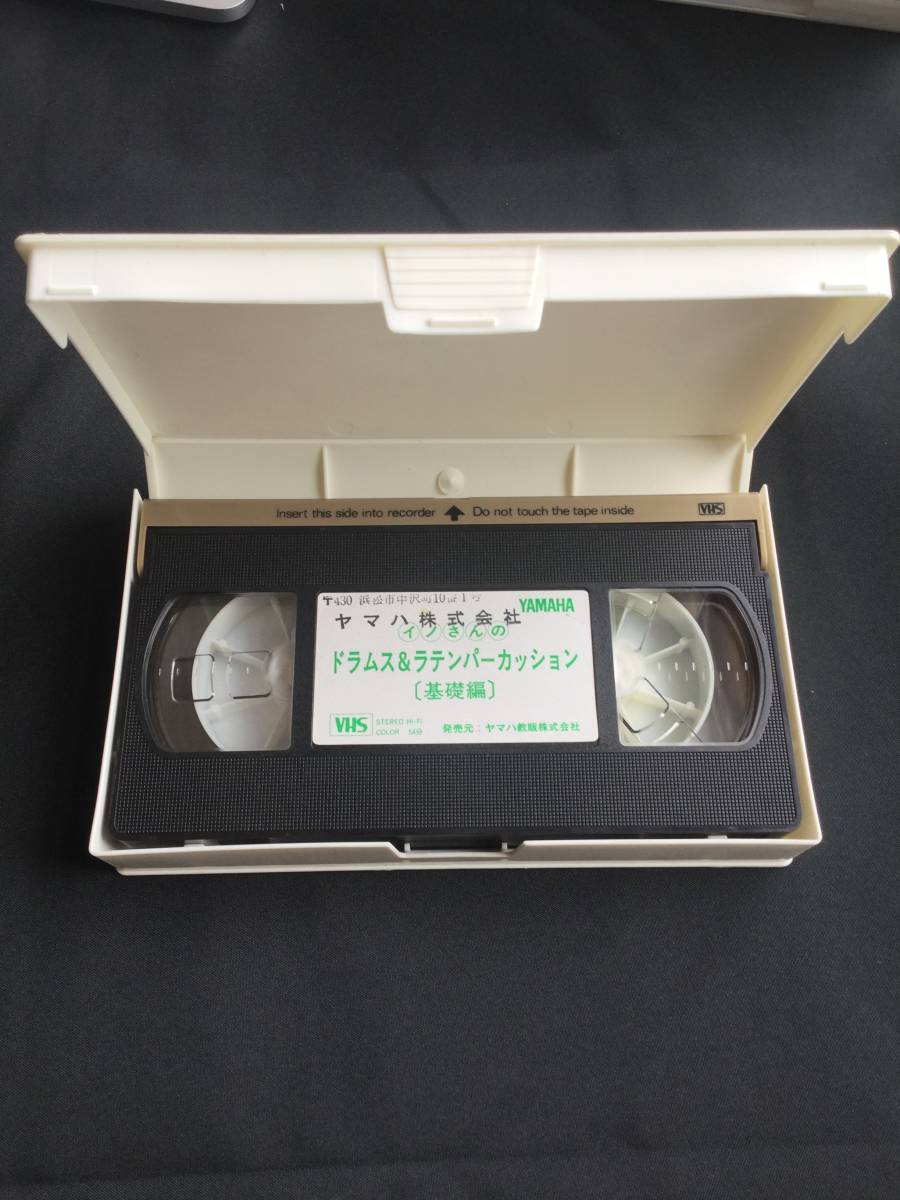 Insert this side into recorder Do not touch the tape inside VHS
〒430 浜松市中沢町10番1号
YAMAHA
ヤマハ株式会社
イノさんの
ドラムス&ラテンパーカッション
〔基礎編〕
VHS STEREO HI-FI
COLOR 54分
発売元:ヤマハ教販株式会社